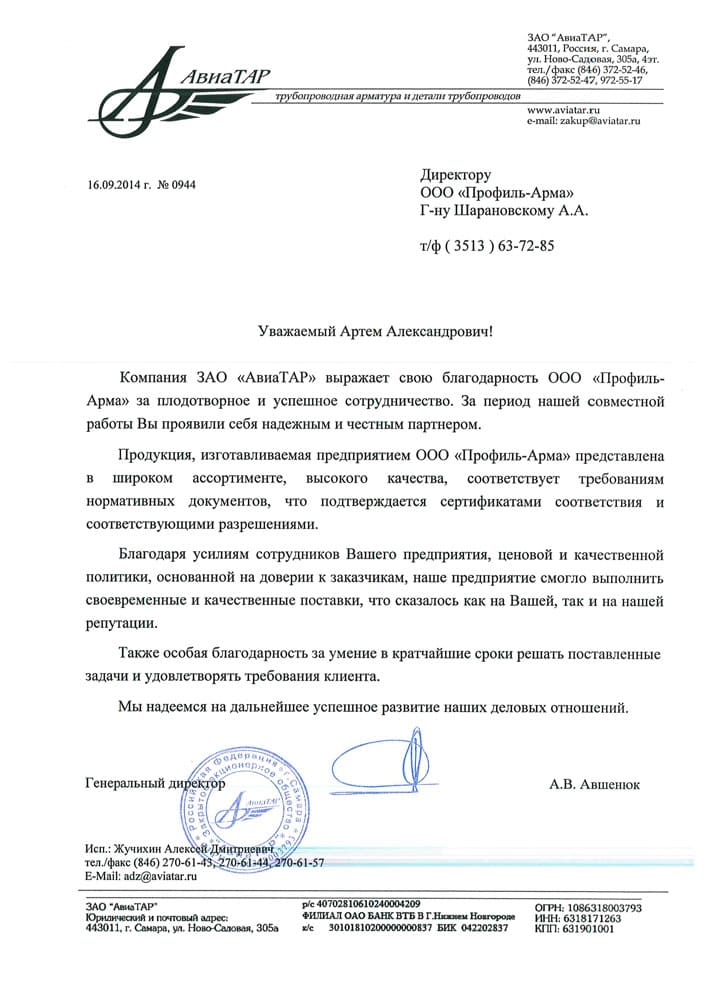 АвиаТАР
трубопроводная арматура и детали трубопроводов
ЗАО "АвиаТАР",
443011, Россия, г. Самара,
ул. Ново-Садовая, 305а, 4эт.
тел./факс (846) 372-52-46,
(846) 372-52-47, 972-55-17
www.aviatar.ru
e-mail: zakup@aviatar.ru
16.09.2014 г. № 0944
Директору
ООО «Профиль-Арма»
Г-ну Шарановскому А.А.
т/ф ( 3513 ) 63-72-85
Уважаемый Артем Александрович!
Компания ЗАО «АвиаТАР» выражает свою благодарность ООО «Профиль-
Арма» за плодотворное и успешное сотрудничество. За период нашей совместной
работы Вы проявили себя надежным и честным партнером.
Продукция, изготавливаемая предприятием ООО «Профиль-Арма» представлена
в широком ассортименте, высокого качества, соответствует требованиям
нормативных документов, что подтверждается сертификатами соответствия и
соответствующими разрешениями.
Благодаря усилиям сотрудников Вашего предприятия, ценовой и качественной
политики, основанной на доверии к заказчикам, наше предприятие смогло выполнить
своевременные и качественные поставки, что сказалось как на Вашей, так и на нашей
репутации.
Также особая благодарность за умение в кратчайшие сроки решать поставленные
задачи и удовлетворять требования клиента.
Мы надеемся на дальнейшее успешное развитие наших деловых отношений.
Генеральный директор
А.В. Авшенюк
Российская Федерация г. Самара
Закрытое акционерное общество
АвиаТАР
Исп.: Жучихин Алексей Дмитриевич
тел./факс (846) 270-61-43, 270-61-44, 270-61-57
E-Mail: adz@aviatar.ru
ЗАО "АвиаТАР"
Юридический и почтовый адрес:
443011, г. Самара, ул. Ново-Садовая, 305а
р/с 40702810610240004209
ФИЛИАЛ ОАО БАНК ВТБ В Г.Нижнем Новгороде
к/с 30101810200000000837 БИК 042202837
ОГРН: 1086318003793
ИНН: 6318171263
КПП: 631901001